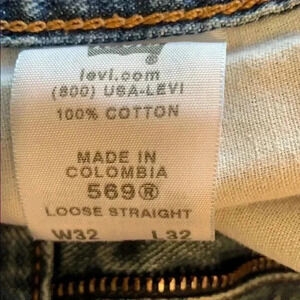 levi.com
(800) USA-LEVI
100% COTTON
MADE IN
COLOMBIA
569®
LOOSE STRAIGHT
W32 L32